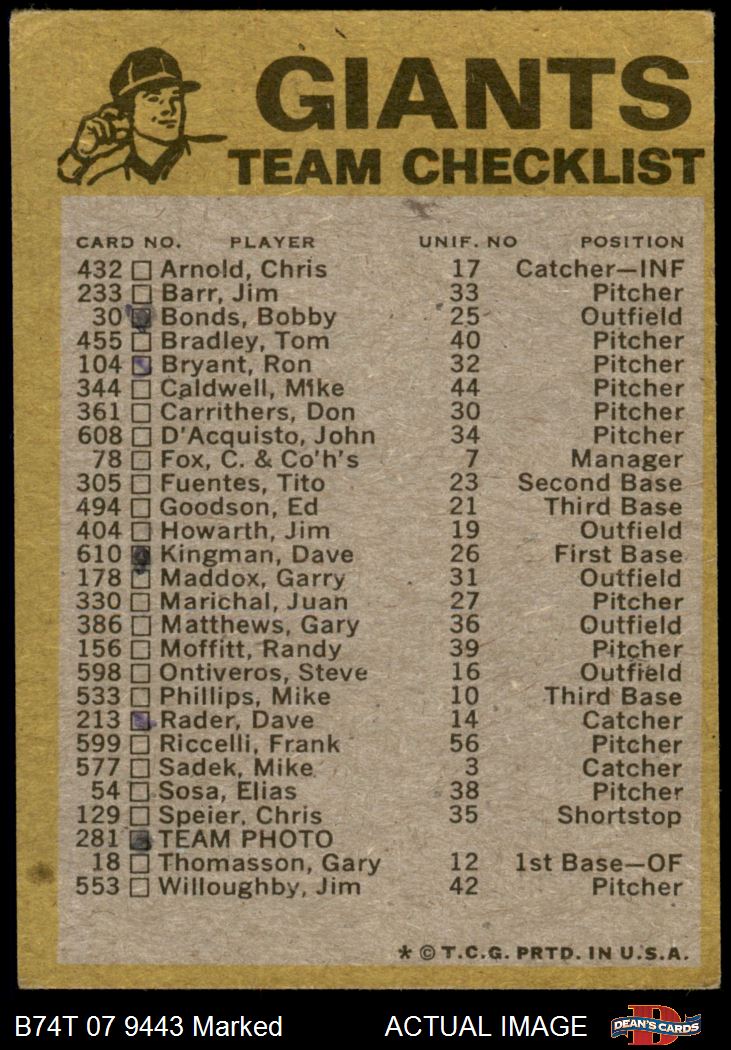 GIANTS
TEAM CHECKLIST
CARD NO. PLAYER UNIF. NO POSITION
432 Arnold, Chris 17 Catcher—INF
233 Barr, Jim 33 Pitcher
30 Bonds, Bobby 25 Outfield
455 Bradley, Tom 40 Pitcher
104 Bryant, Ron 32 Pitcher
344 Caldwell, Mike 44 Pitcher
361 Carrithers, Don 30 Pitcher
608 D'Acquisto, John 34 Pitcher
78 Fox, C. & Co'h's 7 Manager
305 Fuentes, Tito 23 Second Base
494 Goodson, Ed 21 Third Base
404 Howarth, Jim 19 Outfield
610 Kingman, Dave 26 First Base
178 Maddox, Garry 31 Outfield
330 Marichal, Juan 27 Pitcher
386 Matthews, Gary 36 Outfield
156 Moffitt, Randy 39 Pitcher
598 Ontiveros, Steve 16 Outfield
533 Phillips, Mike 10 Third Base
213 Rader, Dave 14 Catcher
599 Riccelli, Frank 56 Pitcher
577 Sadek, Mike 3 Catcher
54 Sosa, Elias 38 Pitcher
129 Speier, Chris 35 Shortstop
281 TEAM PHOTO
18 Thomasson, Gary 12 1st Base—OF
553 Willoughby, Jim 42 Pitcher
* © T.C.G. PRTD. IN U.S.A.
B74T 07 9443 Marked ACTUAL IMAGE DEAN'S CARDS